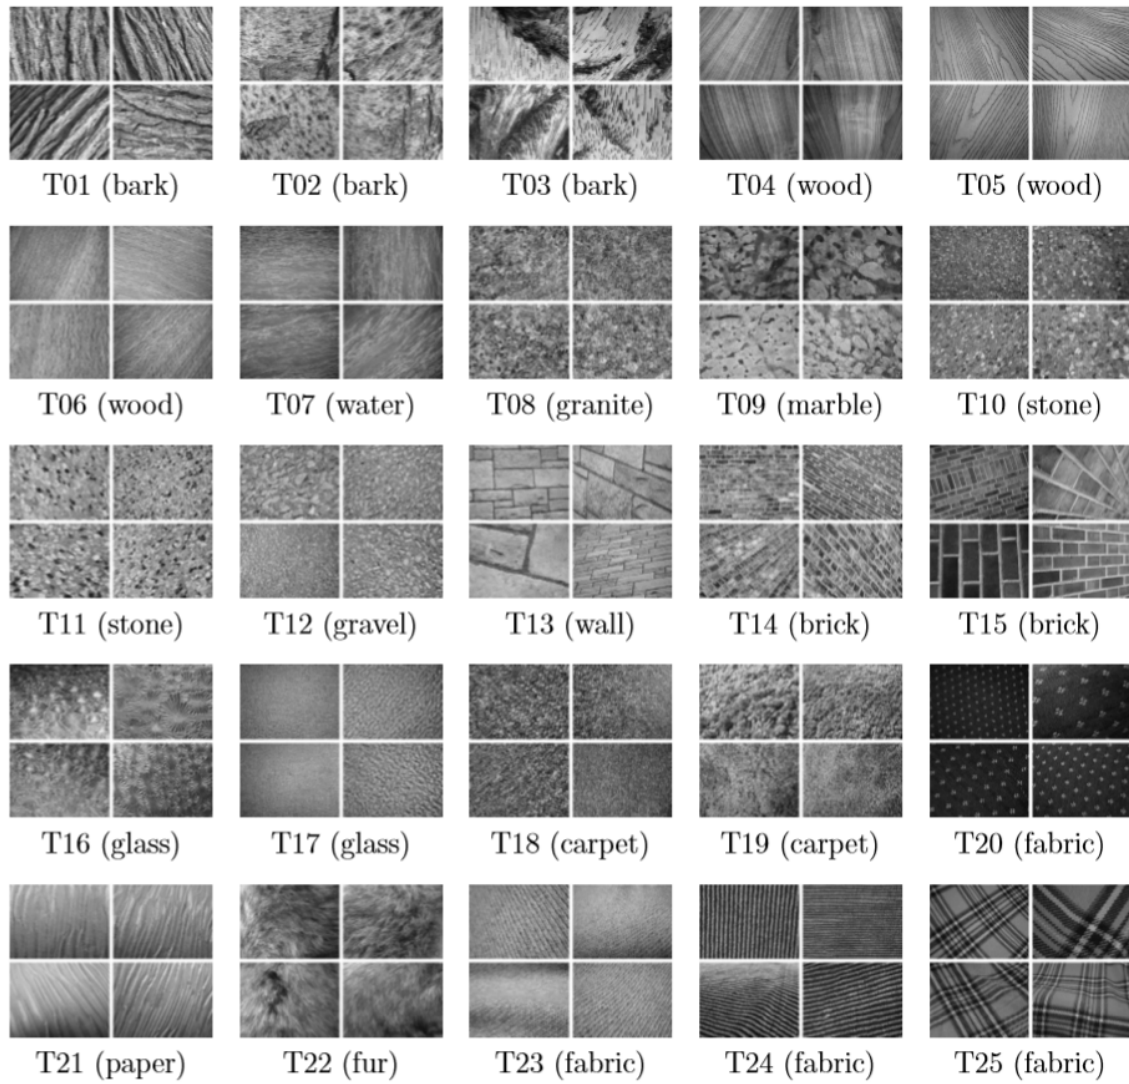 T01 (bark) T02 (bark) T03 (bark) T04 (wood) T05 (wood)
T06 (wood) T07 (water) T08 (granite) T09 (marble) T10 (stone)
T11 (stone) T12 (gravel) T13 (wall) T14 (brick) T15 (brick)
T16 (glass) T17 (glass) T18 (carpet) T19 (carpet) T20 (fabric)
T21 (paper) T22 (fur) T23 (fabric) T24 (fabric) T25 (fabric)